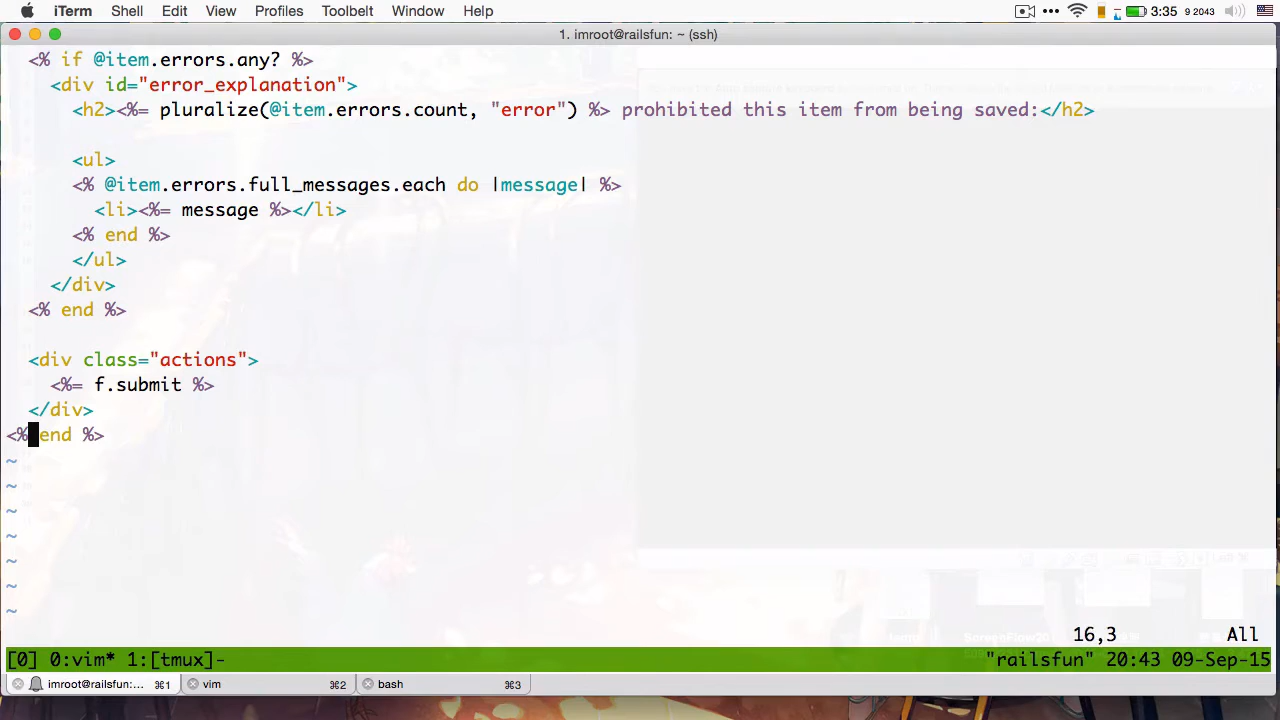 iTerm Shell Edit View Profiles Toolbelt Window Help 3:35 9 2043
1. imroot@railsfun: ~ (ssh)
<% if @item.errors.any? %>
<div id="error_explanation">
<h2><%= pluralize(@item.errors.count, "error") %> prohibited this item from being saved:</h2>
<ul>
<% @item.errors.full_messages.each do |message| %>
<li><%= message %></li>
<% end %>
</ul>
</div>
<% end %>
<div class="actions">
<%= f.submit %>
</div>
<% end %>
~
~
~
~
~
~
~
16,3 All
[0] 0:vim* 1:[tmux]- "railsfun" 20:43 09-Sep-15
imroot@railsfun:... ⌘1 vim ⌘2 bash ⌘3